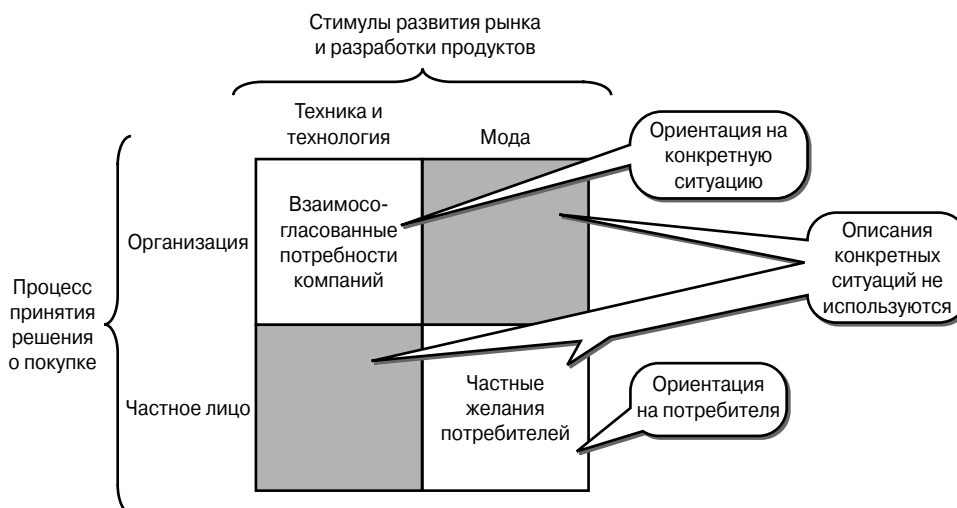 Стимулы развития рынка
и разработки продуктов
Техника и
технология
Мода
Ориентация на
конкретную
ситуацию
Организация
Взаимосо-
гласованные
потребности
компаний
Описания
конкретных
ситуаций не
используются
Процесс
принятия
решения
о покупке
Частное лицо
Частные
желания
потребителей
Ориентация
на потребителя